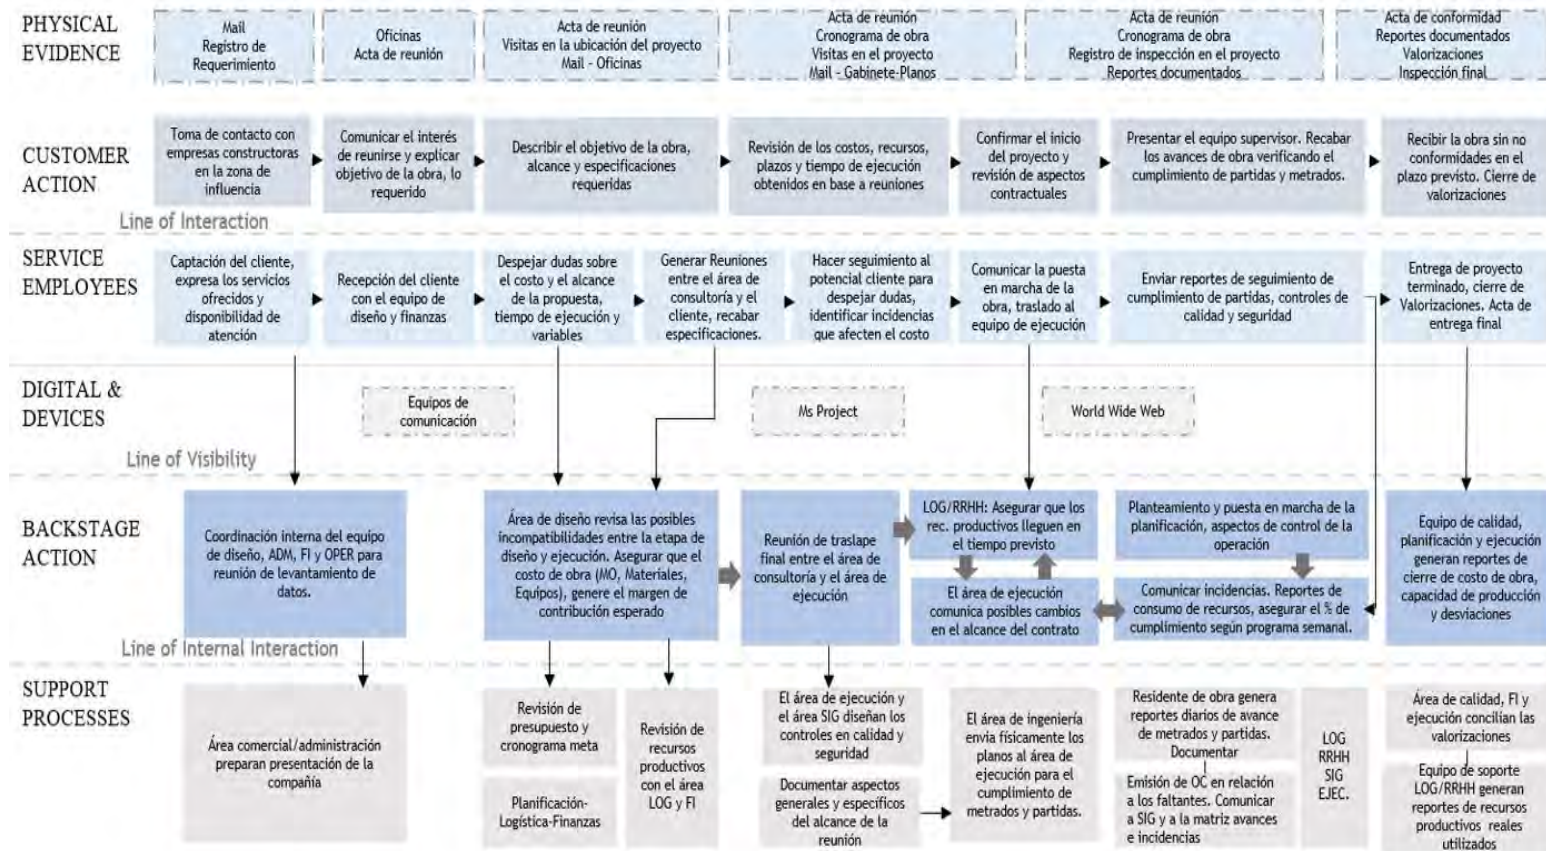 PHYSICAL
EVIDENCE
Mail
Registro de
Requerimiento
Oficinas
Acta de reunión
Acta de reunión
Visitas en la ubicación del proyecto
Mail - Oficinas
Acta de reunión
Cronograma de obra
Visitas en el proyecto
Mail - Gabinete-Planos
Acta de reunión
Cronograma de obra
Registro de inspección en el proyecto
Reportes documentados
Acta de conformidad
Reportes documentados
Valorizaciones
Inspección final
CUSTOMER
ACTION
Toma de contacto con
empresas constructoras
en la zona de
influencia
Comunicar el interés
de reunirse y explicar
objetivo de la obra, lo
requerido
Describir el objetivo de la obra,
alcance y especificaciones
requeridas
Revisión de los costos, recursos,
plazos y tiempo de ejecución
obtenidos en base a reuniones
Confirmar el inicio
del proyecto y
revisión de aspectos
contractuales
Presentar el equipo supervisor. Recabar
los avances de obra verificando el
cumplimiento de partidas y metrados.
Recibir la obra sin no
conformidades en el
plazo previsto. Cierre de
valorizaciones
Line of Interaction
SERVICE
EMPLOYEES
Captación del cliente,
expresa los servicios
ofrecidos y
disponibilidad de
atención
Recepción del cliente
con el equipo de
diseño y finanzas
Despejar dudas sobre
el costo y el alcance
de la propuesta,
tiempo de ejecución y
variables
Generar Reuniones
entre el área de
consultoría y el
cliente, recabar
especificaciones.
Hacer seguimiento al
potencial cliente para
despejar dudas,
identificar incidencias
que afecten el costo
Comunicar la puesta
en marcha de la
obra, traslado al
equipo de ejecución
Enviar reportes de seguimiento de
cumplimiento de partidas, controles de
calidad y seguridad
Entrega de proyecto
terminado, cierre de
Valorizaciones. Acta de
entrega final
DIGITAL &
DEVICES
Equipos de
comunicación
Ms Project
World Wide Web
Line of Visibility
BACKSTAGE
ACTION
Coordinación interna del equipo
de diseño, ADM, FI y OPER para
reunión de levantamiento de
datos.
Área de diseño revisa las posibles
incompatibilidades entre la etapa de
diseño y ejecución. Asegurar que el
costo de obra (MO, Materiales,
Equipos), genere el margen de
contribución esperado
Reunión de traslape
final entre el área de
consultoría y el área de
ejecución
LOG/RRHH: Asegurar que los
rec. productivos lleguen en
el tiempo previsto
El área de ejecución
comunica posibles cambios
en el alcance del contrato
Planteamiento y puesta en marcha de la
planificación, aspectos de control de la
operación
Comunicar incidencias. Reportes de
consumo de recursos, asegurar el % de
cumplimiento según programa semanal.
Equipo de calidad,
planificación y ejecución
generan reportes de
cierre de costo de obra,
capacidad de producción
y desviaciones
Line of Internal Interaction
SUPPORT
PROCESSES
Área comercial/administración
preparan presentación de la
compañía
Revisión de
presupuesto y
cronograma meta
Planificación-
Logística-Finanzas
Revisión de
recursos
productivos
con el área
LOG y FI
El área de ejecución y
el área SIG diseñan los
controles en calidad y
seguridad
Documentar aspectos
generales y específicos
del alcance de la
reunión
El área de ingeniería
envia físicamente los
planos al área de
ejecución para el
cumplimiento de
metrados y partidas.
Residente de obra genera
reportes diarios de avance
de metrados y partidas.
Documentar
Emisión de OC en relación
a los faltantes. Comunicar
a SIG y a la matriz avances
e incidencias
LOG
RRHH
SIG
EJEC.
Área de calidad, FI y
ejecución concilian las
valorizaciones
Equipo de soporte
LOG/RRHH generan
reportes de recursos
productivos reales
utilizados